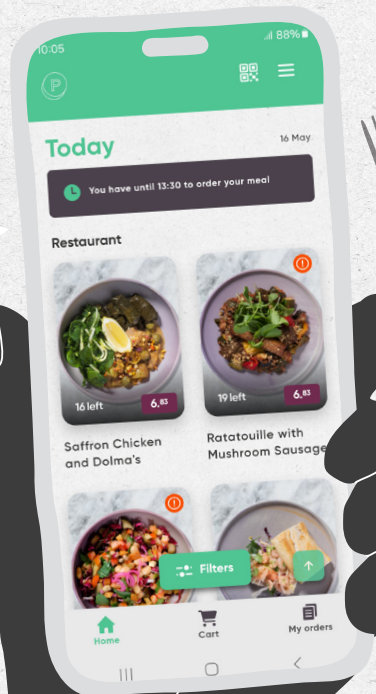 10:05
88%
P
Today
16 May
You have until 13:30 to order your meal
Restaurant
16 left
6.83
19 left
6.83
Saffron Chicken
and Dolma's
Ratatouille with
Mushroom Sausage
Filters
Home
Cart
My orders